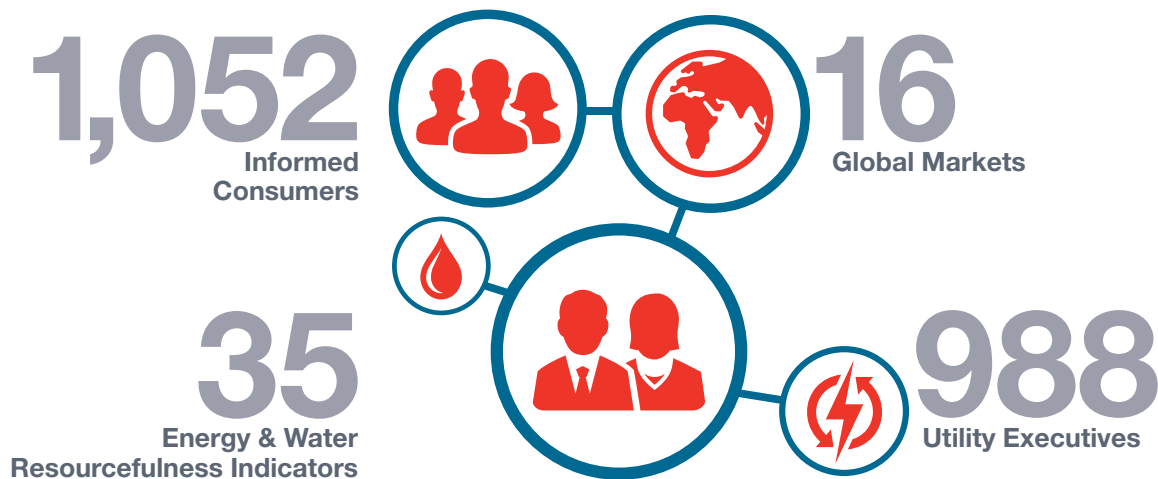 1,052
Informed
Consumers
16
Global Markets
35
Energy & Water
Resourcefulness Indicators
988
Utility Executives